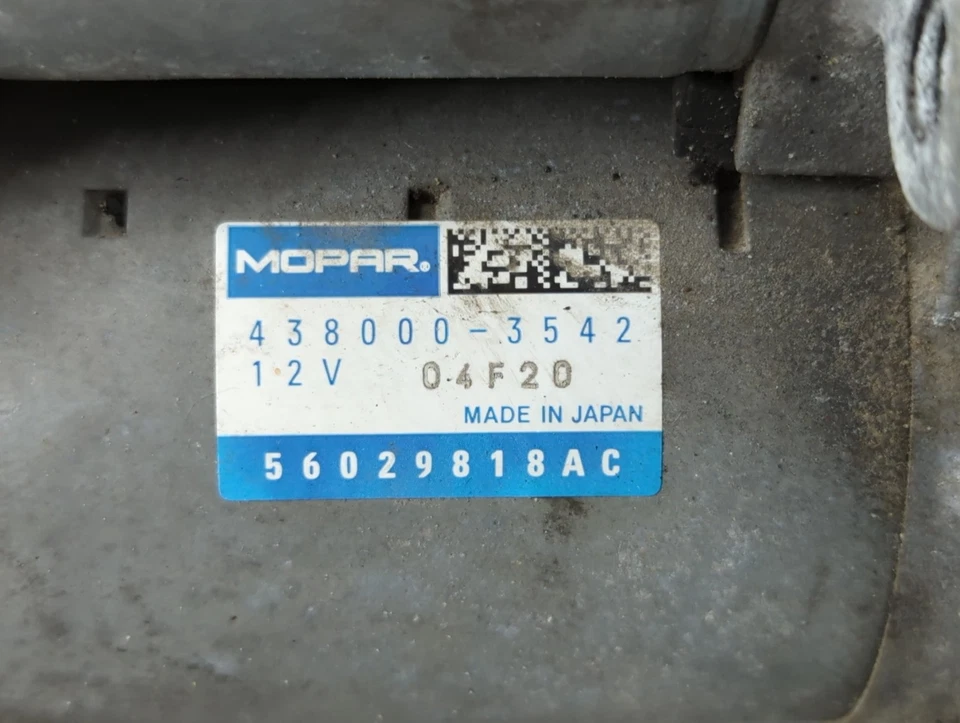 MOPAR®
438000-3542
12V 04F20
MADE IN JAPAN
56029818AC